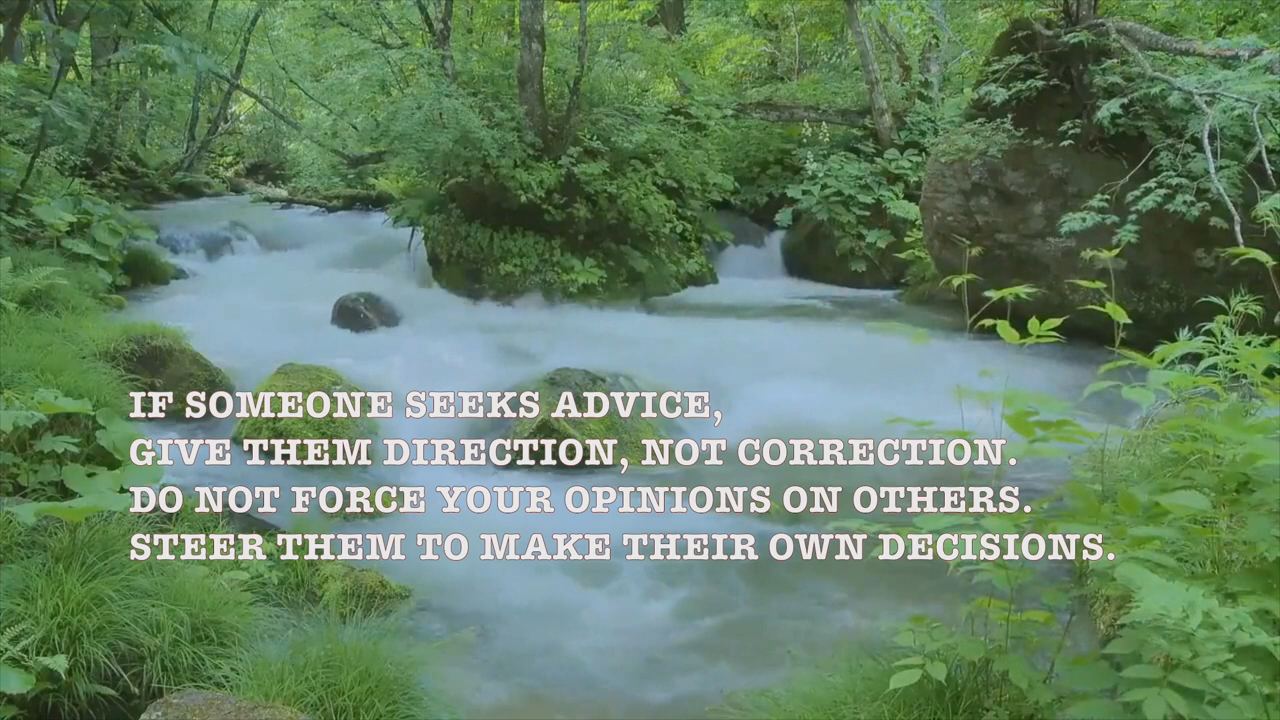 IF SOMEONE SEEKS ADVICE,
GIVE THEM DIRECTION, NOT CORRECTION.
DO NOT FORCE YOUR OPINIONS ON OTHERS.
STEER THEM TO MAKE THEIR OWN DECISIONS.